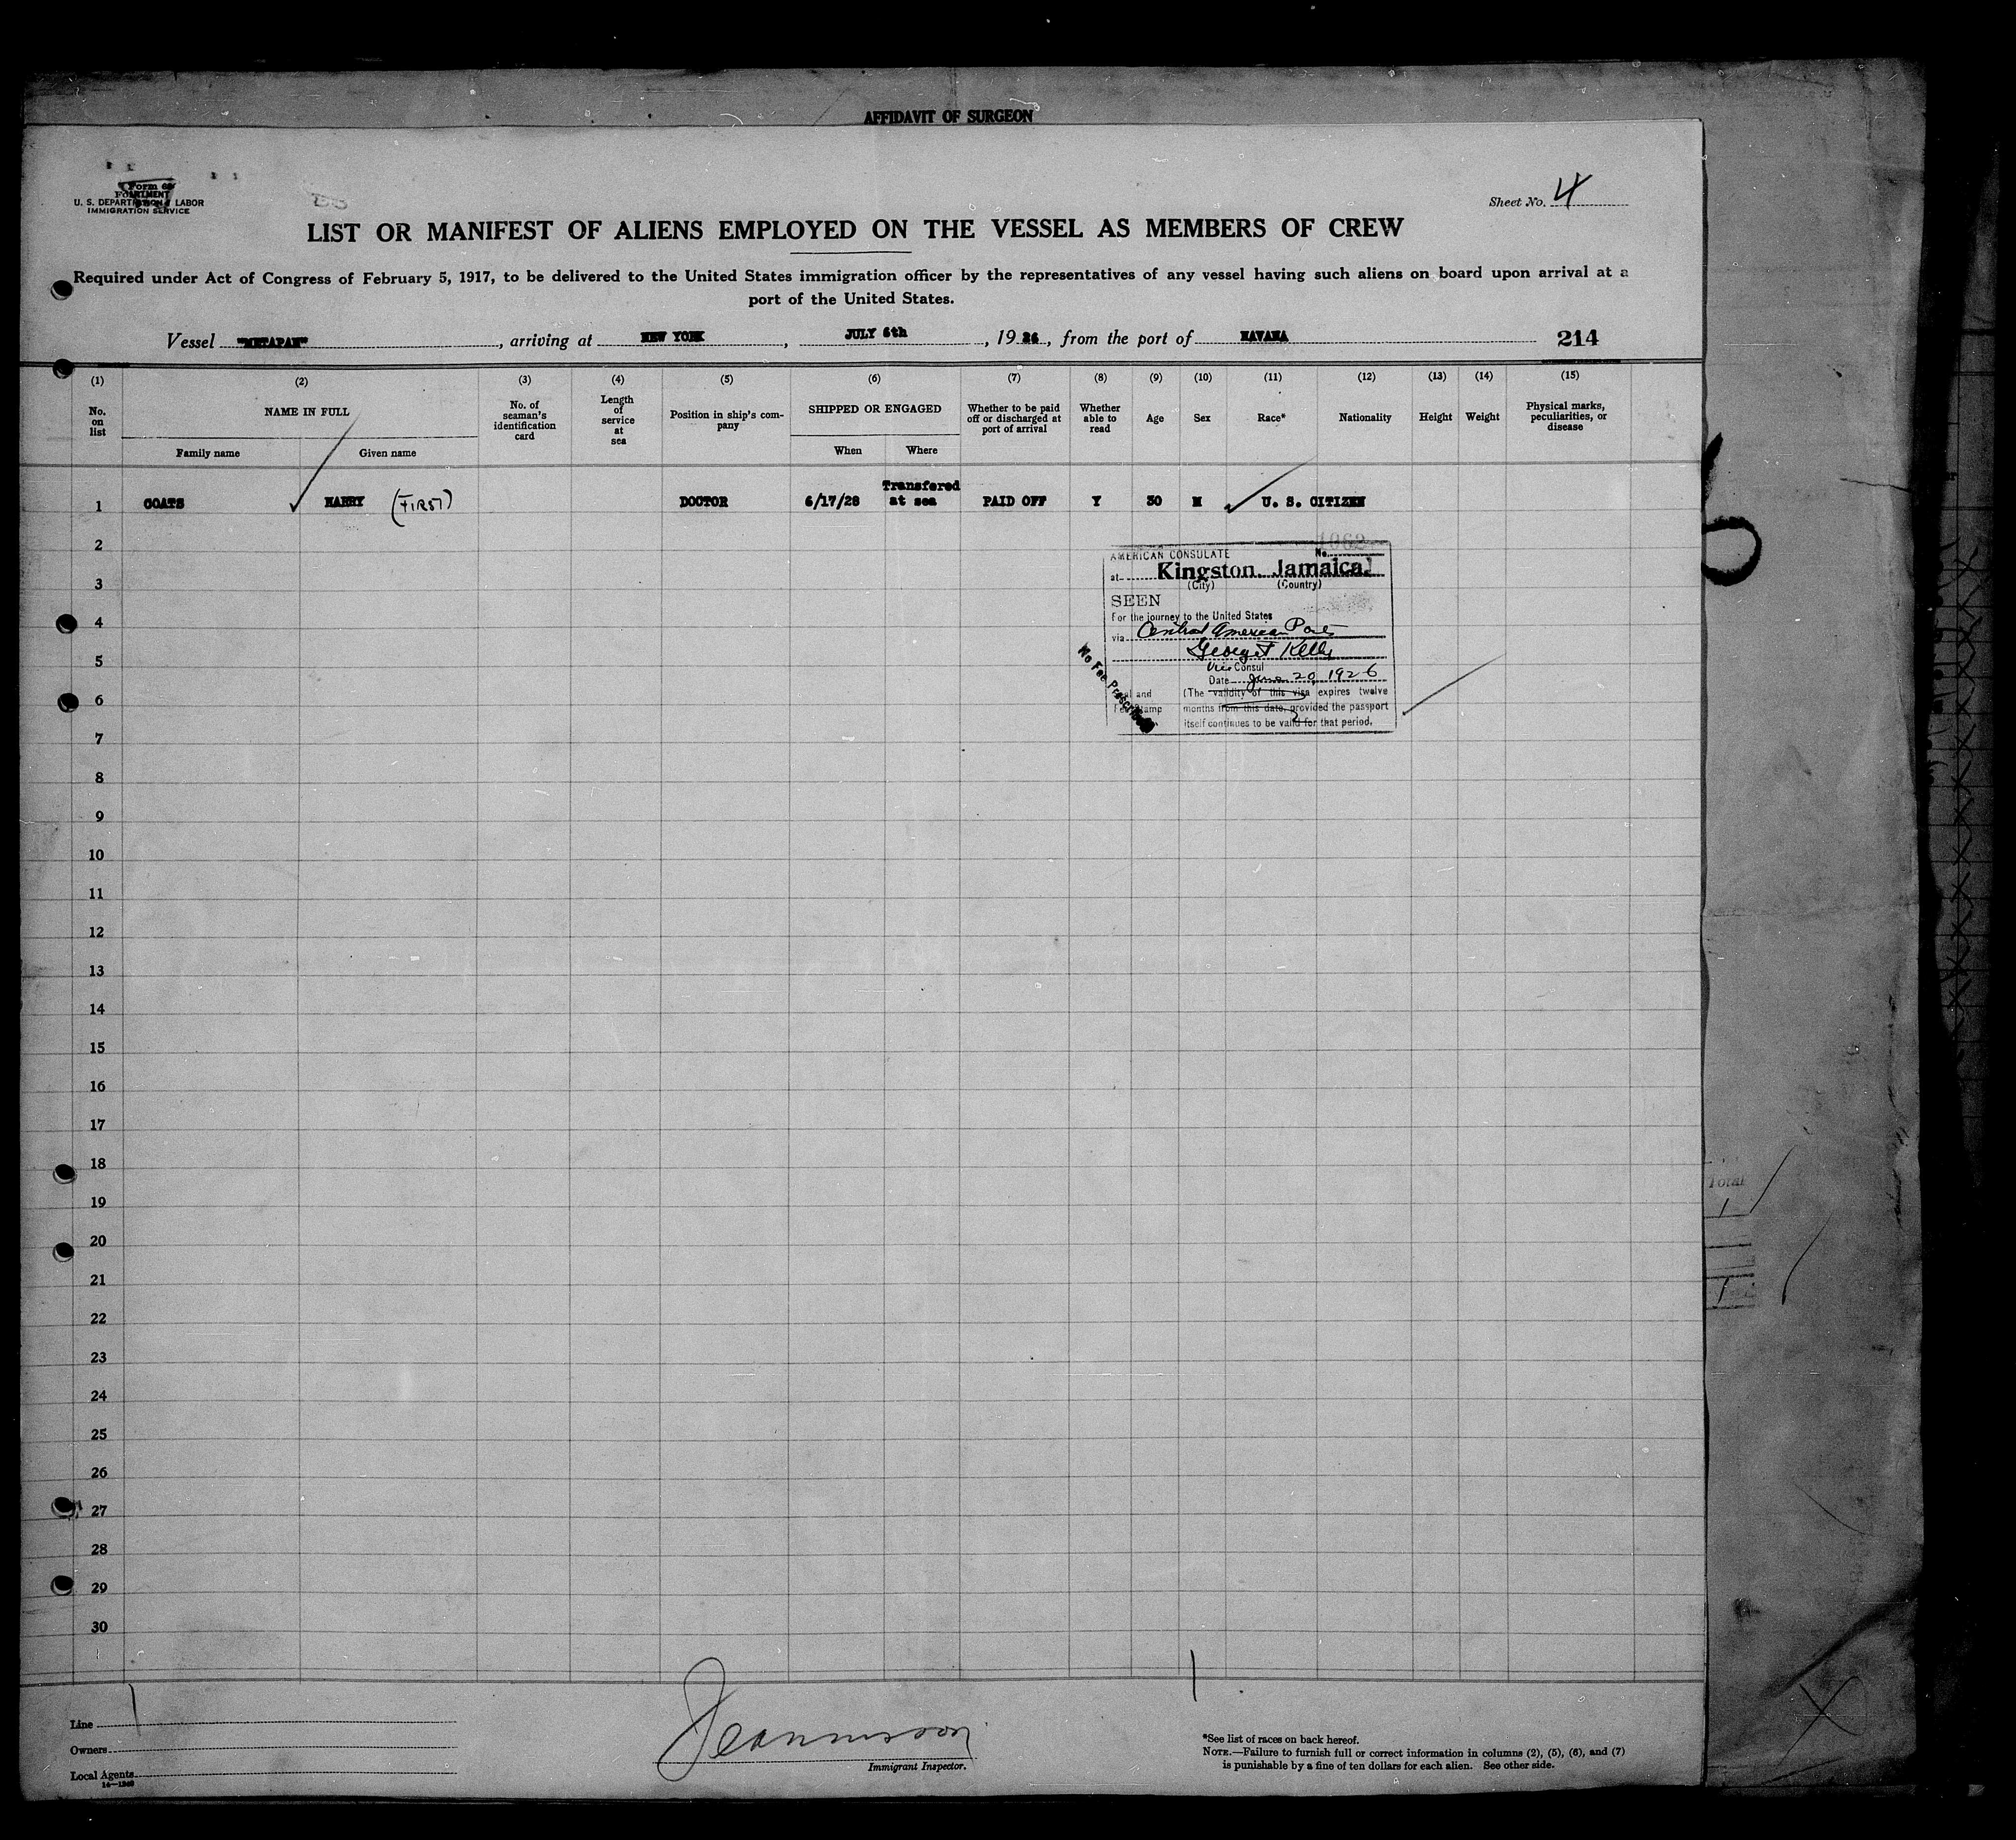 AFFIDAVIT OF SURGEON
U. S. DEPARTMENT OF LABOR
IMMIGRATION SERVICE
Sheet No. 4
LIST OR MANIFEST OF ALIENS EMPLOYED ON THE VESSEL AS MEMBERS OF CREW
Required under Act of Congress of February 5, 1917, to be delivered to the United States immigration officer by the representatives of any vessel having such aliens on board upon arrival at a
port of the United States.
Vessel "METAPAN", arriving at NEW YORK, JULY 6th, 1926, from the port of HAVANA 214
(1) (2) (3) (4) (5) (6) (7) (8) (9) (10) (11) (12) (13) (14) (15)
No. on list
NAME IN FULL
Family name
Given name
No. of seaman's identification card
Length of service at sea
Position in ship's company
SHIPPED OR ENGAGED
When
Where
Whether to be paid off or discharged at port of arrival
Whether able to read
Age
Sex
Race*
Nationality
Height
Weight
Physical marks, peculiarities, or disease
1 COATS HARRY (FIRST) DOCTOR 6/17/28 Transfered at sea PAID OFF Y 30 M U. S. CITIZEN
2
3
4
5
6
7
8
9
10
11
12
13
14
15
16
17
18
19
20
21
22
23
24
25
26
27
28
29
30
AMERICAN CONSULATE No.
at Kingston, Jamaica.
(City) (Country)
SEEN
For the journey to the United States
via Central American Ports
George T Kelly
Vice Consul
Date June 20, 1926
(The validity of this visa expires twelve
months from this date, provided the passport
itself continues to be valid for that period.
No Fee Prescribed
Total
1
1
Line
Owners
Local Agents
Immigrant Inspector.
*See list of races on back hereof.
NOTE.—Failure to furnish full or correct information in columns (2), (5), (6), and (7)
is punishable by a fine of ten dollars for each alien. See other side.